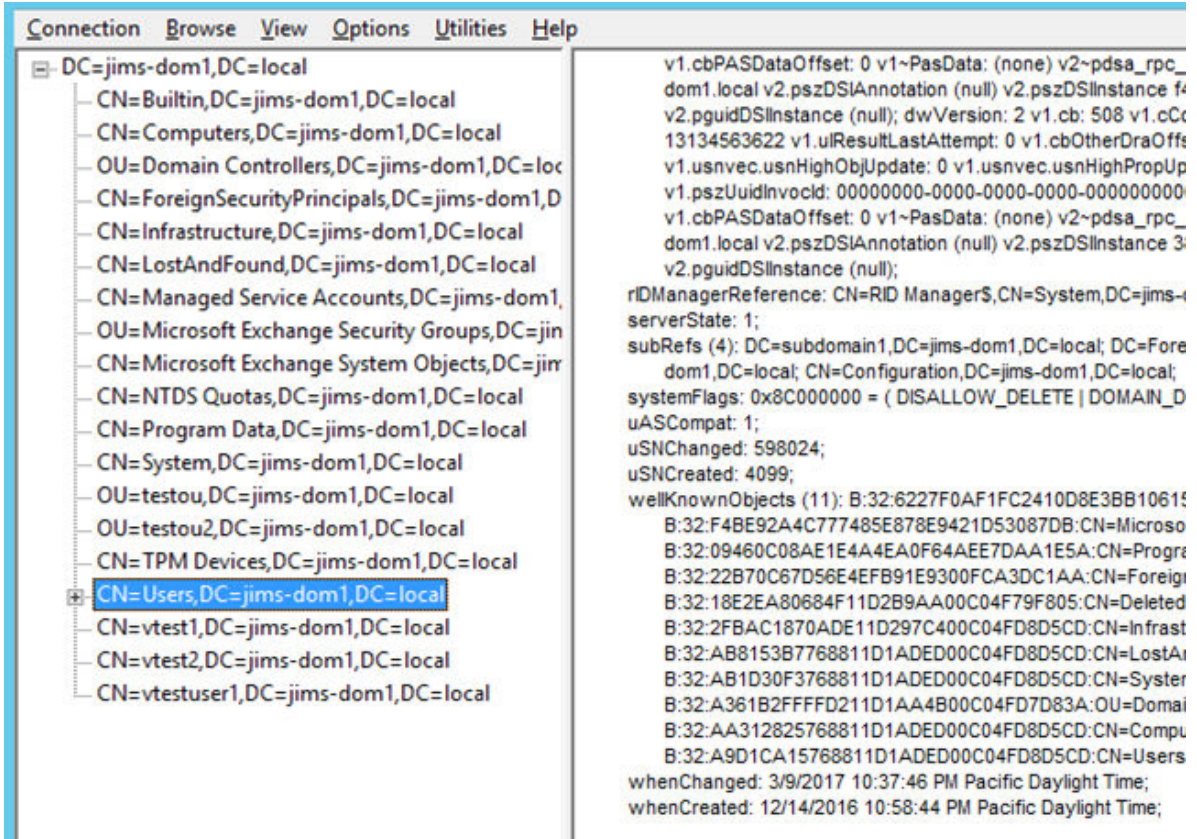 Connection Browse View Options Utilities Help
DC=jims-dom1,DC=local
CN=Builtin,DC=jims-dom1,DC=local
CN=Computers,DC=jims-dom1,DC=local
OU=Domain Controllers,DC=jims-dom1,DC=loc
CN=ForeignSecurityPrincipals,DC=jims-dom1,D
CN=Infrastructure,DC=jims-dom1,DC=local
CN=LostAndFound,DC=jims-dom1,DC=local
CN=Managed Service Accounts,DC=jims-dom1,
OU=Microsoft Exchange Security Groups,DC=jin
CN=Microsoft Exchange System Objects,DC=jim
CN=NTDS Quotas,DC=jims-dom1,DC=local
CN=Program Data,DC=jims-dom1,DC=local
CN=System,DC=jims-dom1,DC=local
OU=testou,DC=jims-dom1,DC=local
OU=testou2,DC=jims-dom1,DC=local
CN=TPM Devices,DC=jims-dom1,DC=local
CN=Users,DC=jims-dom1,DC=local
CN=vtest1,DC=jims-dom1,DC=local
CN=vtest2,DC=jims-dom1,DC=local
CN=vtestuser1,DC=jims-dom1,DC=local
v1.cbPASDataOffset: 0 v1~PasData: (none) v2~pdsa_rpc_
dom1.local v2.pszDSIAnnotation (null) v2.pszDSIInstance f4
v2.pguidDSIInstance (null); dwVersion: 2 v1.cb: 508 v1.cCo
13134563622 v1.ulResultLastAttempt: 0 v1.cbOtherDraOffs
v1.usnvec.usnHighObjUpdate: 0 v1.usnvec.usnHighPropUp
v1.pszUuidInvocId: 00000000-0000-0000-0000-0000000000
v1.cbPASDataOffset: 0 v1~PasData: (none) v2~pdsa_rpc_
dom1.local v2.pszDSIAnnotation (null) v2.pszDSIInstance 38
v2.pguidDSIInstance (null);
rIDManagerReference: CN=RID Manager$,CN=System,DC=jims-d
serverState: 1;
subRefs (4): DC=subdomain1,DC=jims-dom1,DC=local; DC=Fore
dom1,DC=local; CN=Configuration,DC=jims-dom1,DC=local;
systemFlags: 0x8C000000 = ( DISALLOW_DELETE | DOMAIN_D
uASCompat: 1;
uSNChanged: 598024;
uSNCreated: 4099;
wellKnownObjects (11): B:32:6227F0AF1FC2410D8E3BB10615
B:32:F4BE92A4C777485E878E9421D53087DB:CN=Microso
B:32:09460C08AE1E4A4EA0F64AEE7DAA1E5A:CN=Progra
B:32:22B70C67D56E4EFB91E9300FCA3DC1AA:CN=Foreign
B:32:18E2EA80684F11D2B9AA00C04F79F805:CN=Deleted
B:32:2FBAC1870ADE11D297C400C04FD8D5CD:CN=Infrast
B:32:AB8153B7768811D1ADED00C04FD8D5CD:CN=LostAn
B:32:AB1D30F3768811D1ADED00C04FD8D5CD:CN=System
B:32:A361B2FFFFD211D1AA4B00C04FD7D83A:OU=Domai
B:32:AA312825768811D1ADED00C04FD8D5CD:CN=Compu
B:32:A9D1CA15768811D1ADED00C04FD8D5CD:CN=Users
whenChanged: 3/9/2017 10:37:46 PM Pacific Daylight Time;
whenCreated: 12/14/2016 10:58:44 PM Pacific Daylight Time;